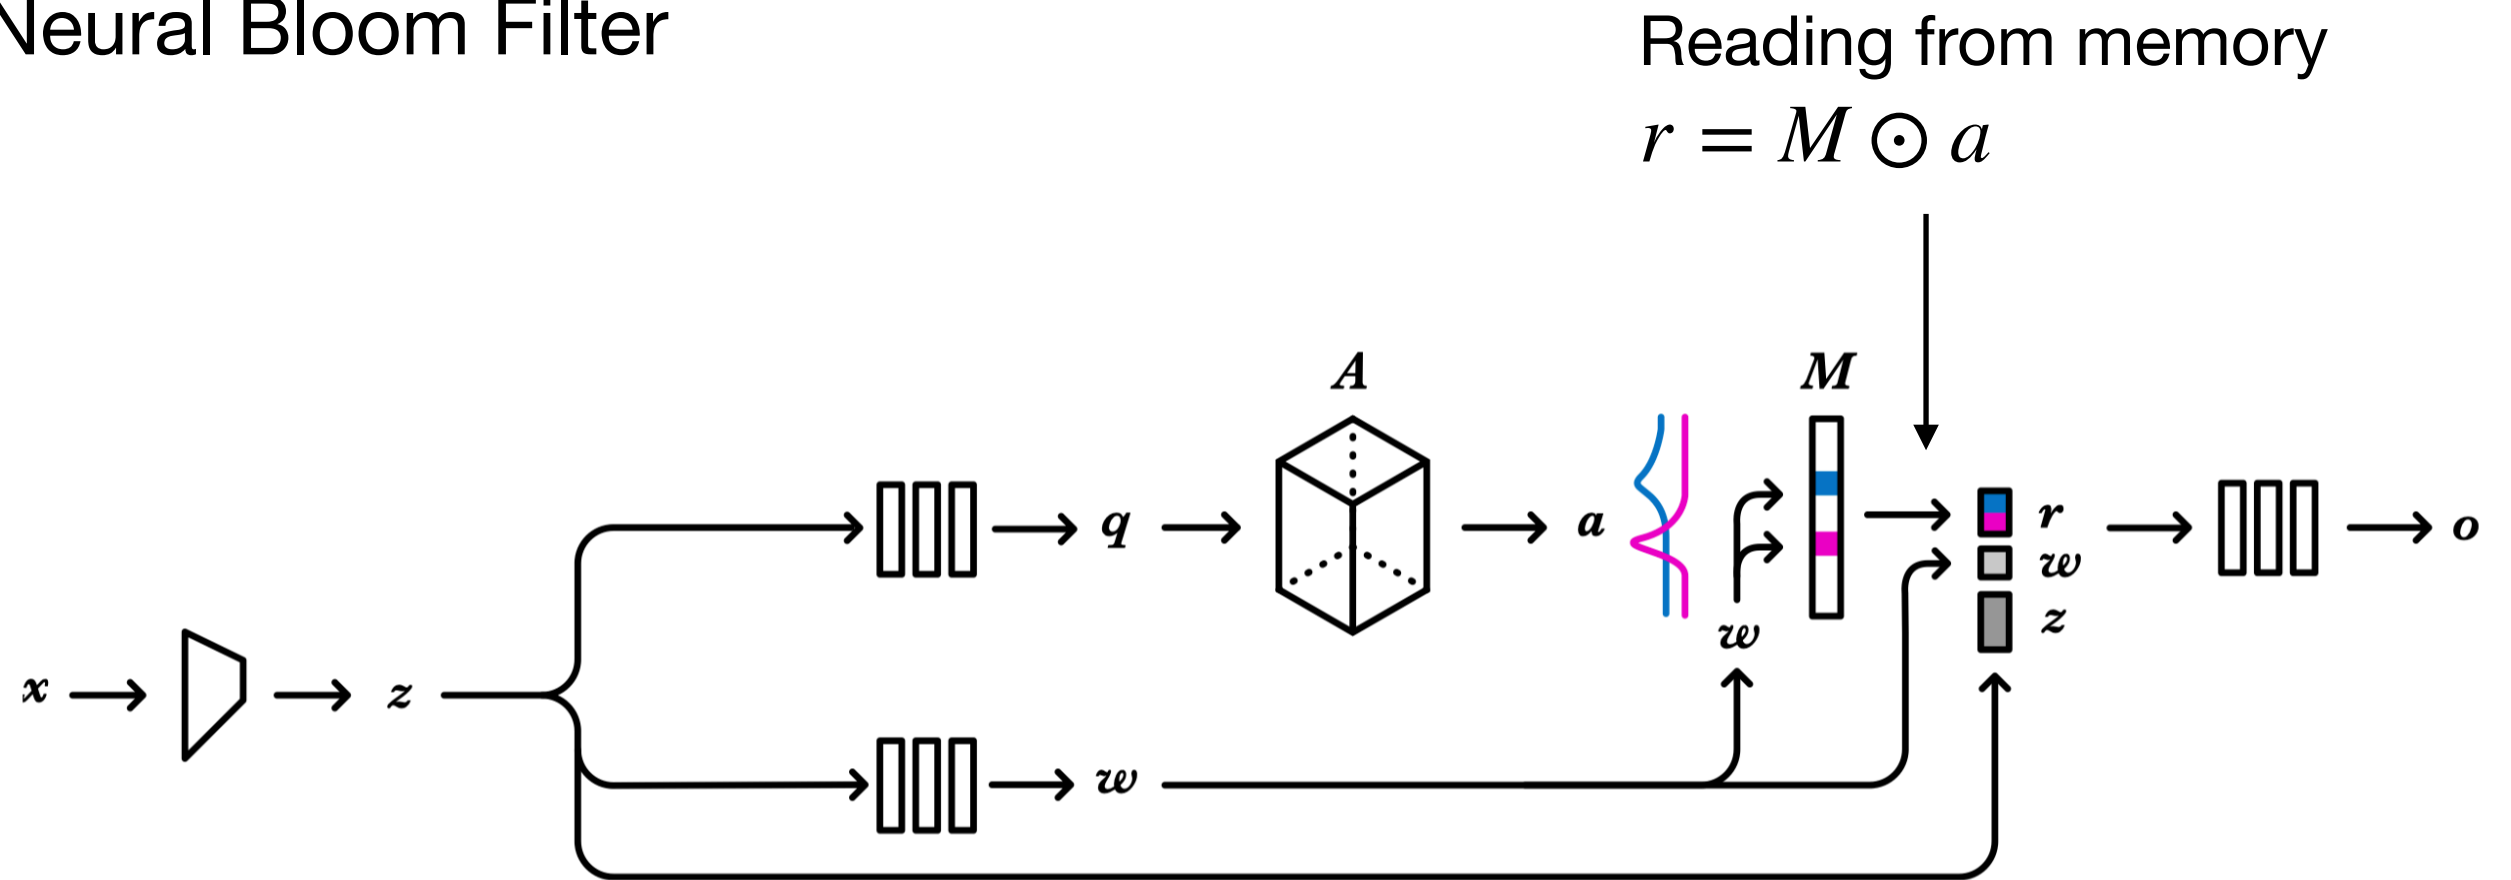 Neural Bloom Filter
Reading from memory
r = M ⊙ a
A
M
q
a
r
o
w
w
z
x
z
w